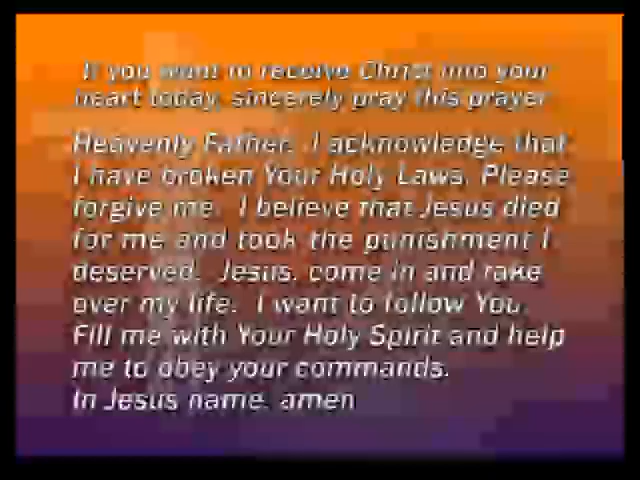 If you want to receive Christ into your
heart today, sincerely pray this prayer
Heavenly Father, I acknowledge that
I have broken Your Holy Laws. Please
forgive me. I believe that Jesus died
for me and took the punishment I
deserved. Jesus, come in and take
over my life. I want to follow You.
Fill me with Your Holy Spirit and help
me to obey your commands.
In Jesus name, amen